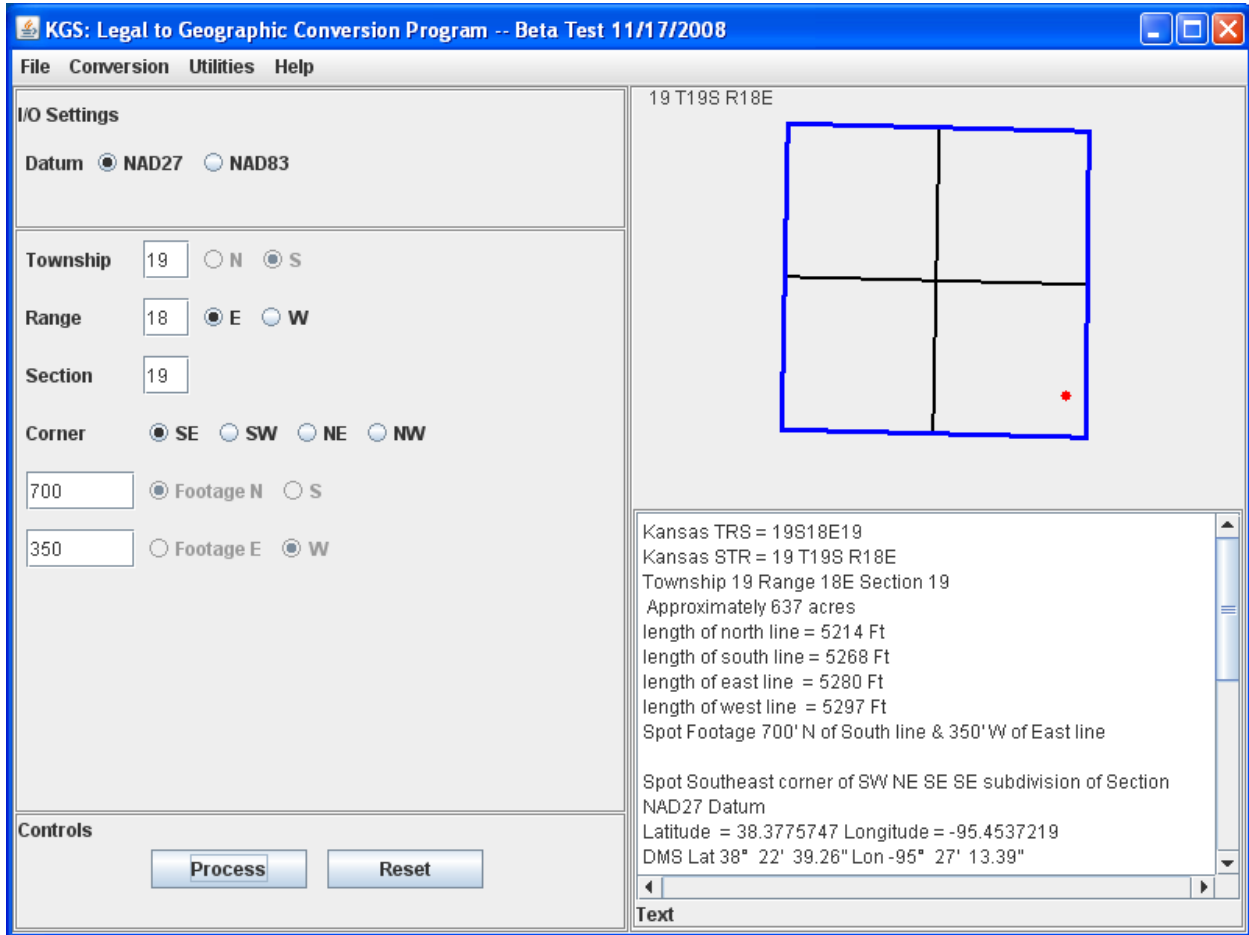 KGS: Legal to Geographic Conversion Program -- Beta Test 11/17/2008
File Conversion Utilities Help
I/O Settings
Datum NAD27 NAD83
Township 19 N S
Range 18 E W
Section 19
Corner SE SW NE NW
700 Footage N S
350 Footage E W
Controls
Process Reset
19 T19S R18E
Kansas TRS = 19S18E19
Kansas STR = 19 T19S R18E
Township 19 Range 18E Section 19
Approximately 637 acres
length of north line = 5214 Ft
length of south line = 5268 Ft
length of east line = 5280 Ft
length of west line = 5297 Ft
Spot Footage 700' N of South line & 350' W of East line
Spot Southeast corner of SW NE SE SE subdivision of Section
NAD27 Datum
Latitude = 38.3775747 Longitude = -95.4537219
DMS Lat 38° 22' 39.26" Lon -95° 27' 13.39"
Text